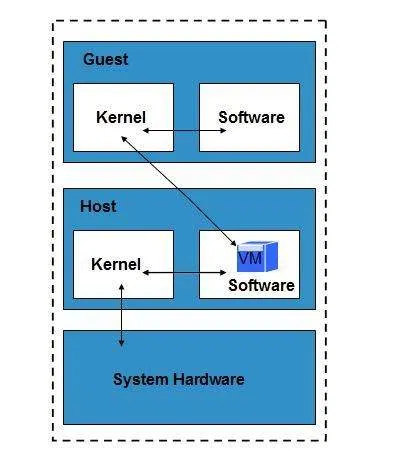 Guest
Kernel
Software
Host
Kernel
VM
Software
System Hardware